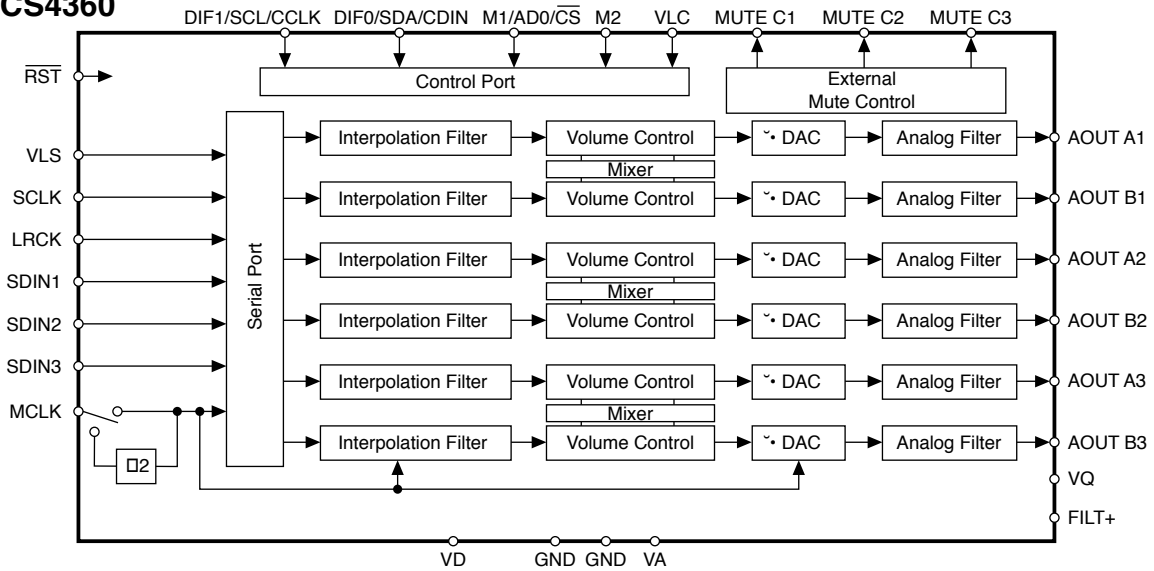 CS4360
DIF1/SCL/CCLK DIF0/SDA/CDIN M1/AD0/CS M2 VLC MUTE C1 MUTE C2 MUTE C3
RST
Control Port
External
Mute Control
VLS
SCLK
LRCK
SDIN1
SDIN2
SDIN3
MCLK
Serial Port
Interpolation Filter Volume Control ˘• DAC Analog Filter AOUT A1
Mixer
Interpolation Filter Volume Control ˘• DAC Analog Filter AOUT B1
Interpolation Filter Volume Control ˘• DAC Analog Filter AOUT A2
Mixer
Interpolation Filter Volume Control ˘• DAC Analog Filter AOUT B2
Interpolation Filter Volume Control ˘• DAC Analog Filter AOUT A3
Mixer
Interpolation Filter Volume Control ˘• DAC Analog Filter AOUT B3
□2
VQ
FILT+
VD GND GND VA